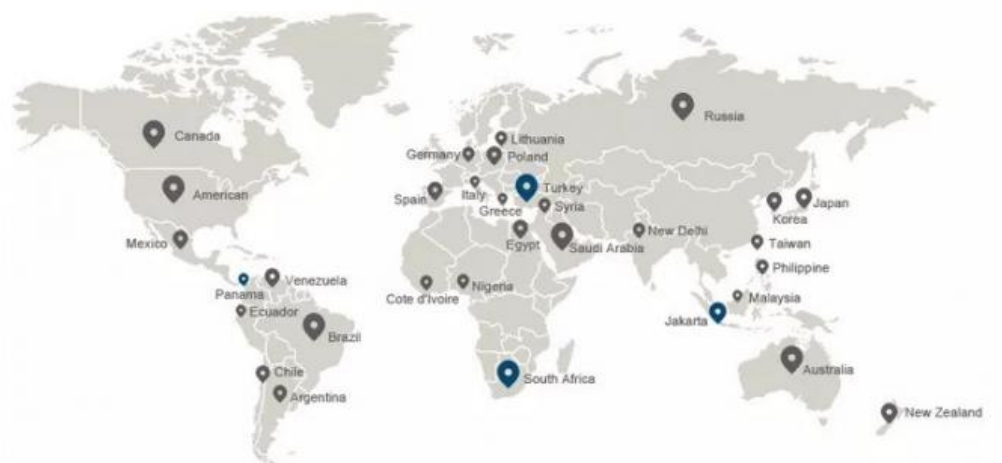 Russia
Canada
Lithuania
Germany
Poland
Italy
Turkey
American
Spain
Greece
Syria
Japan
Korea
Mexico
Egypt
Saudi Arabia
New Delhi
Taiwan
Philippine
Venezuela
Panama
Cote d'Ivoire
Nigeria
Malaysia
Ecuador
Jakarta
Brazil
Chile
South Africa
Australia
Argentina
New Zealand